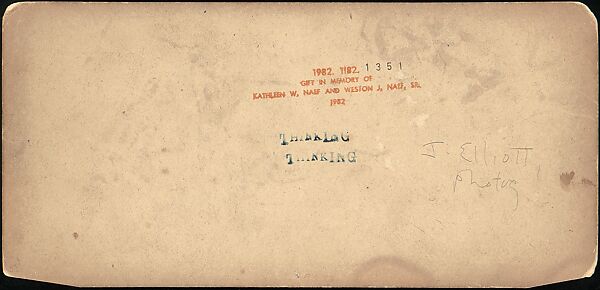 1982. 1182. 1351
GIFT IN MEMORY OF
KATHLEEN W. NAEF AND WESTON J. NAEF, SR.
1982
THINKING
THINKING
J. Elliott
photog